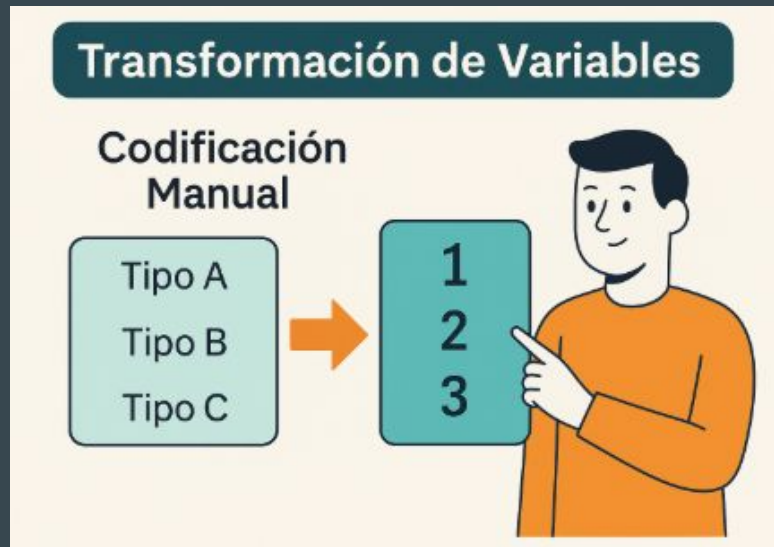 Transformación de Variables
Codificación
Manual
Tipo A
Tipo B
Tipo C
1
2
3